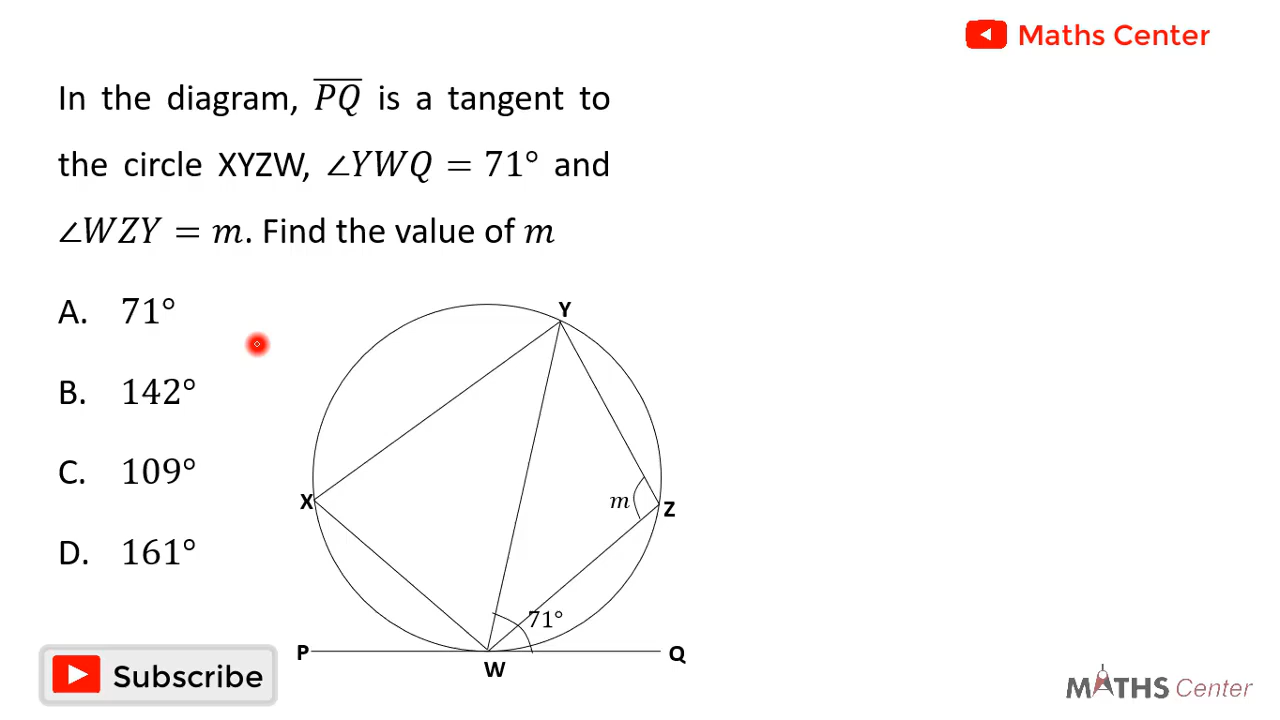 Maths Center
In the diagram, P̅Q̅ is a tangent to
the circle XYZW, ∠YWQ = 71° and
∠WZY = m. Find the value of m
A. 71°
B. 142°
C. 109°
D. 161°
Y
X
m
Z
71°
P
Q
W
Subscribe
MATHS Center